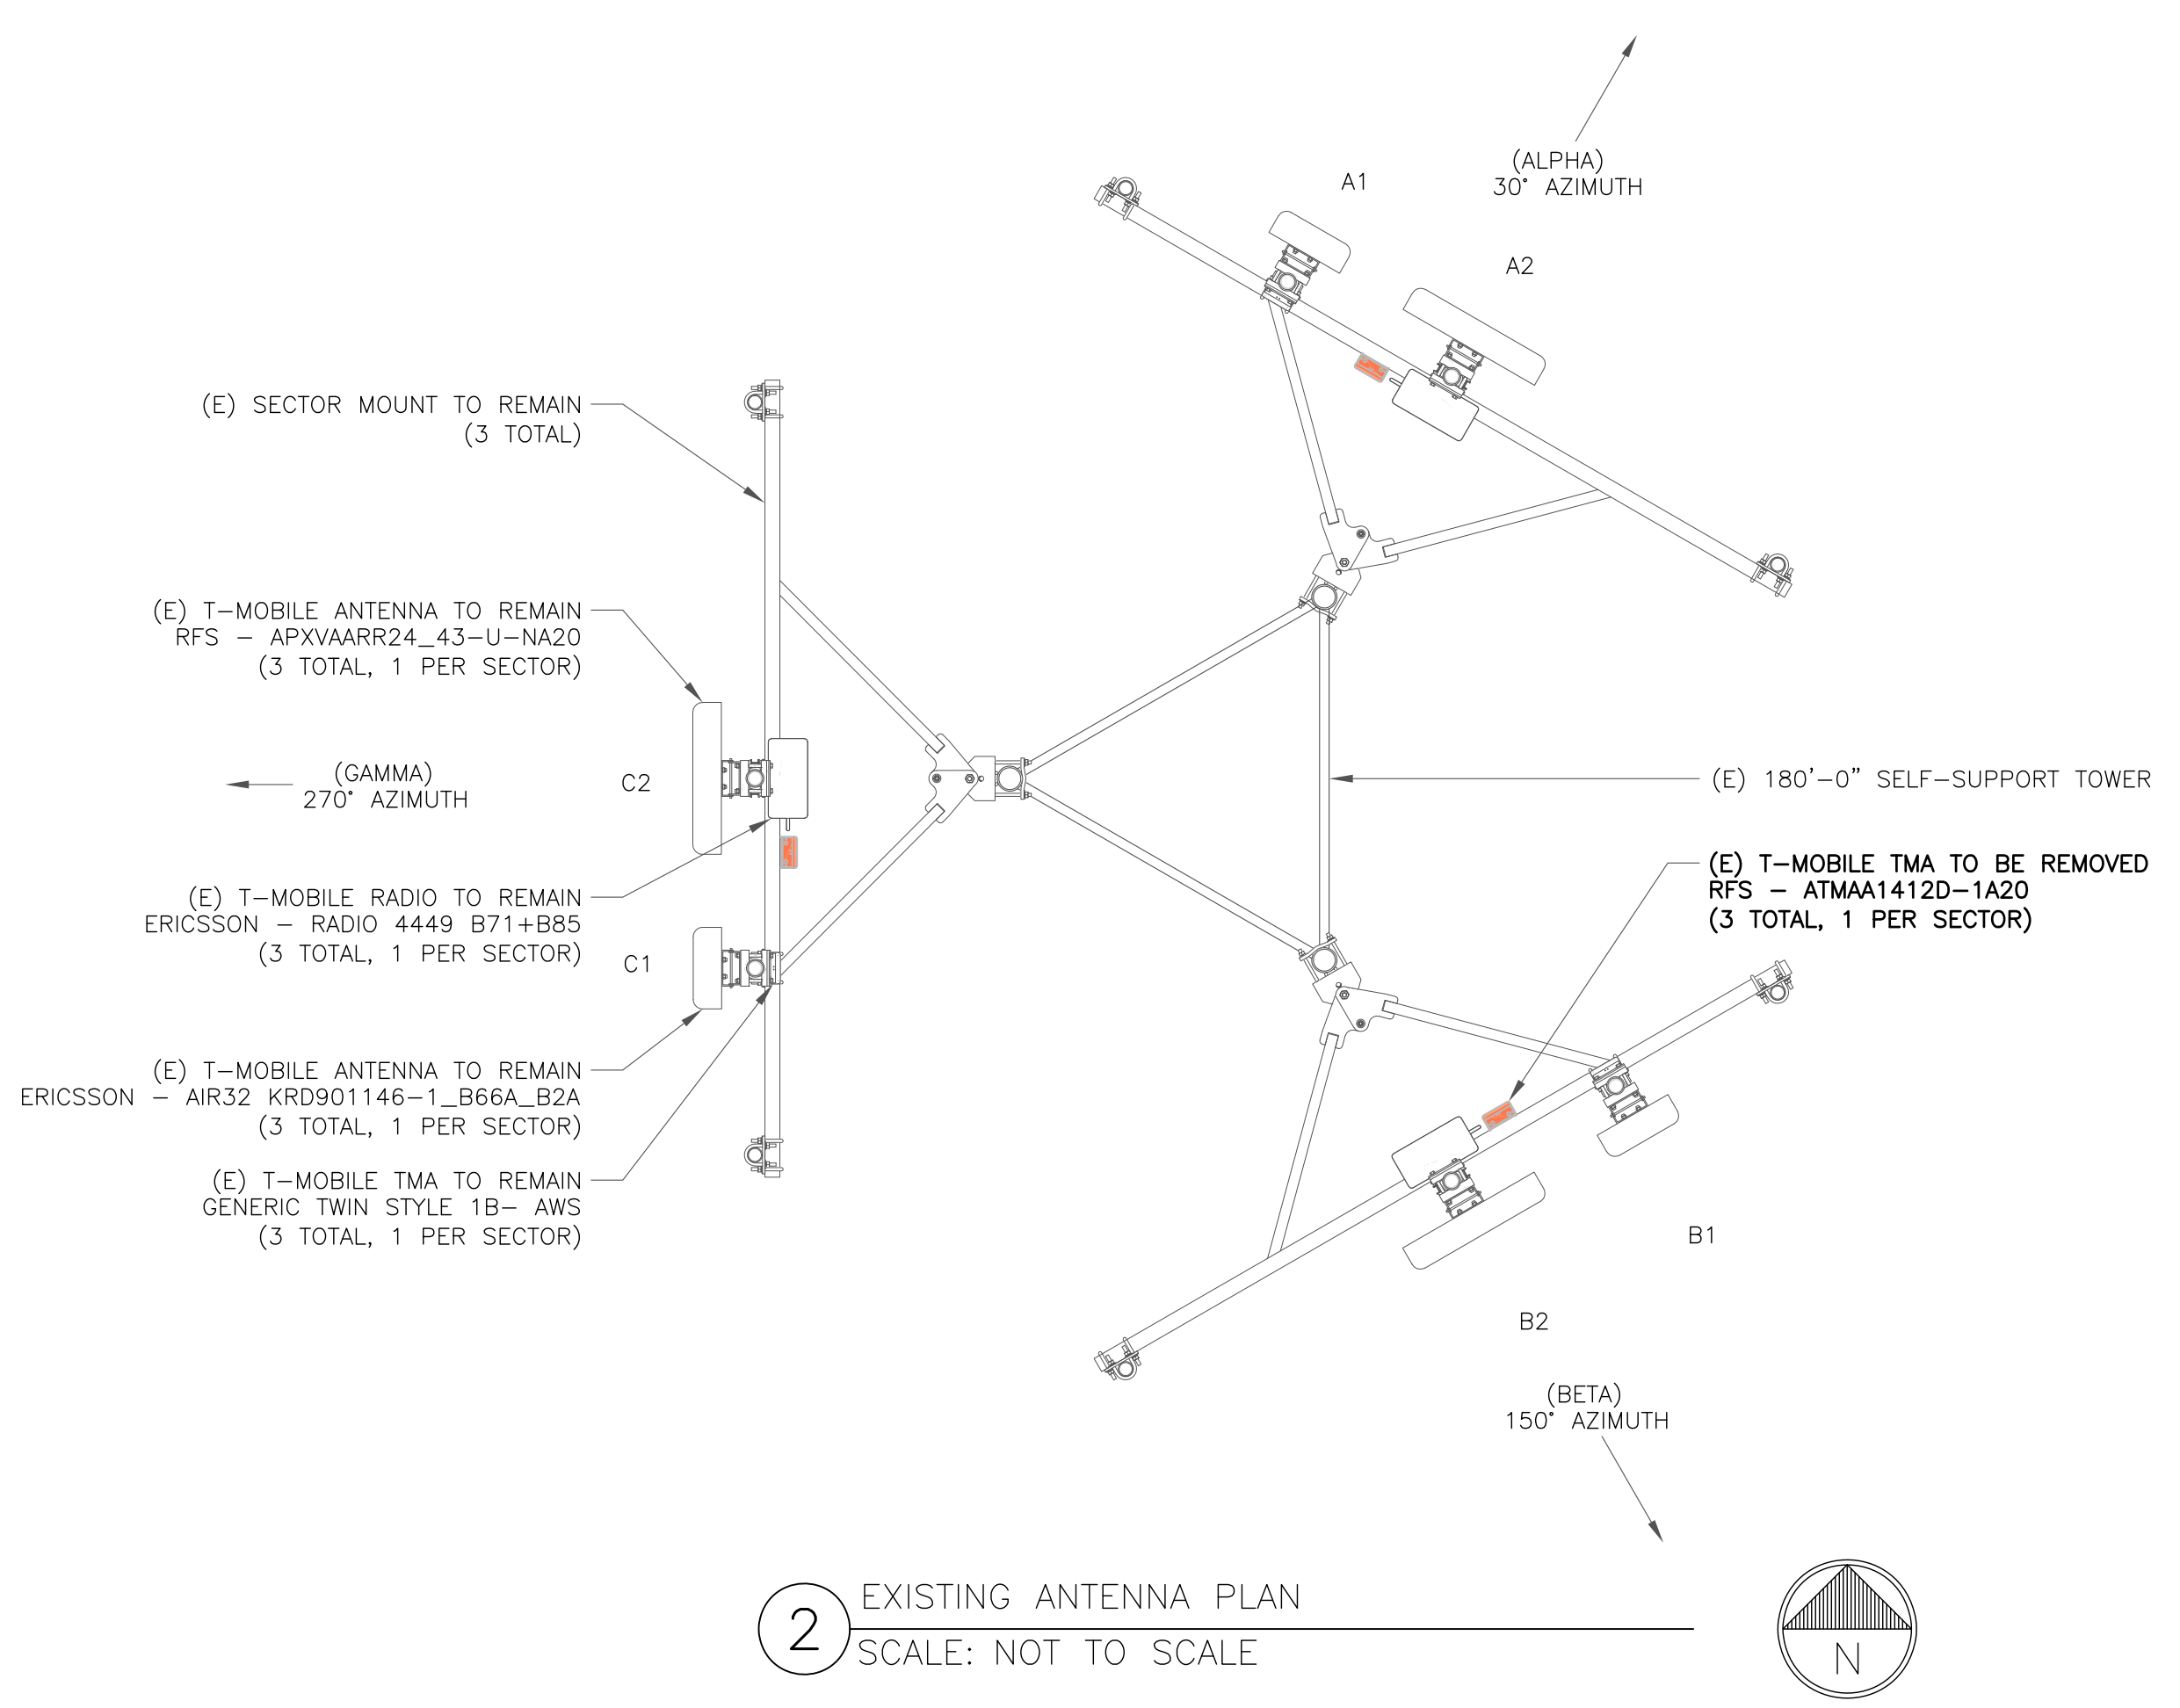 (ALPHA)
30° AZIMUTH
A1
A2
(E) SECTOR MOUNT TO REMAIN
(3 TOTAL)
(E) T-MOBILE ANTENNA TO REMAIN
RFS - APXVAARR24_43-U-NA20
(3 TOTAL, 1 PER SECTOR)
(GAMMA)
270° AZIMUTH
C2
(E) T-MOBILE RADIO TO REMAIN
ERICSSON - RADIO 4449 B71+B85
(3 TOTAL, 1 PER SECTOR)
C1
(E) T-MOBILE ANTENNA TO REMAIN
ERICSSON - AIR32 KRD901146-1_B66A_B2A
(3 TOTAL, 1 PER SECTOR)
(E) T-MOBILE TMA TO REMAIN
GENERIC TWIN STYLE 1B- AWS
(3 TOTAL, 1 PER SECTOR)
(E) 180'-0" SELF-SUPPORT TOWER
(E) T-MOBILE TMA TO BE REMOVED
RFS - ATMAA1412D-1A20
(3 TOTAL, 1 PER SECTOR)
B1
B2
(BETA)
150° AZIMUTH
2
EXISTING ANTENNA PLAN
SCALE: NOT TO SCALE
N